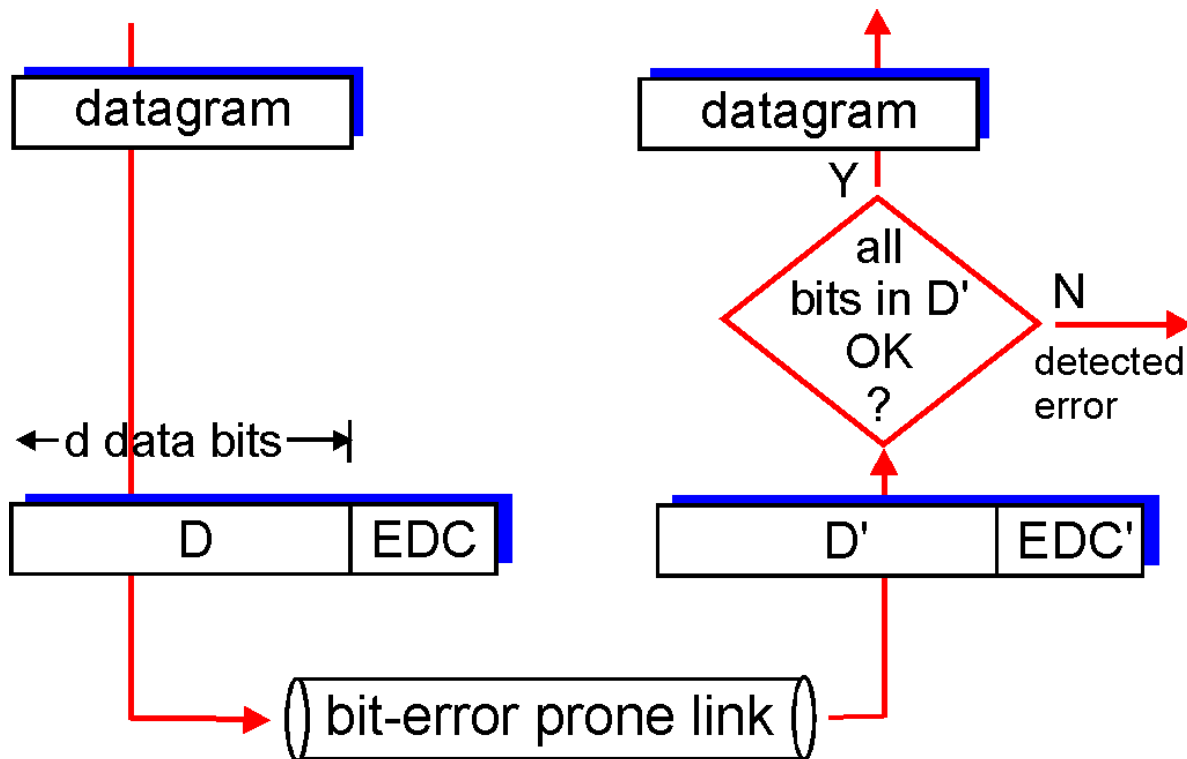 datagram
d data bits
D
EDC
bit-error prone link
D'
EDC'
all
bits in D'
OK
?
Y
N
detected
error
datagram